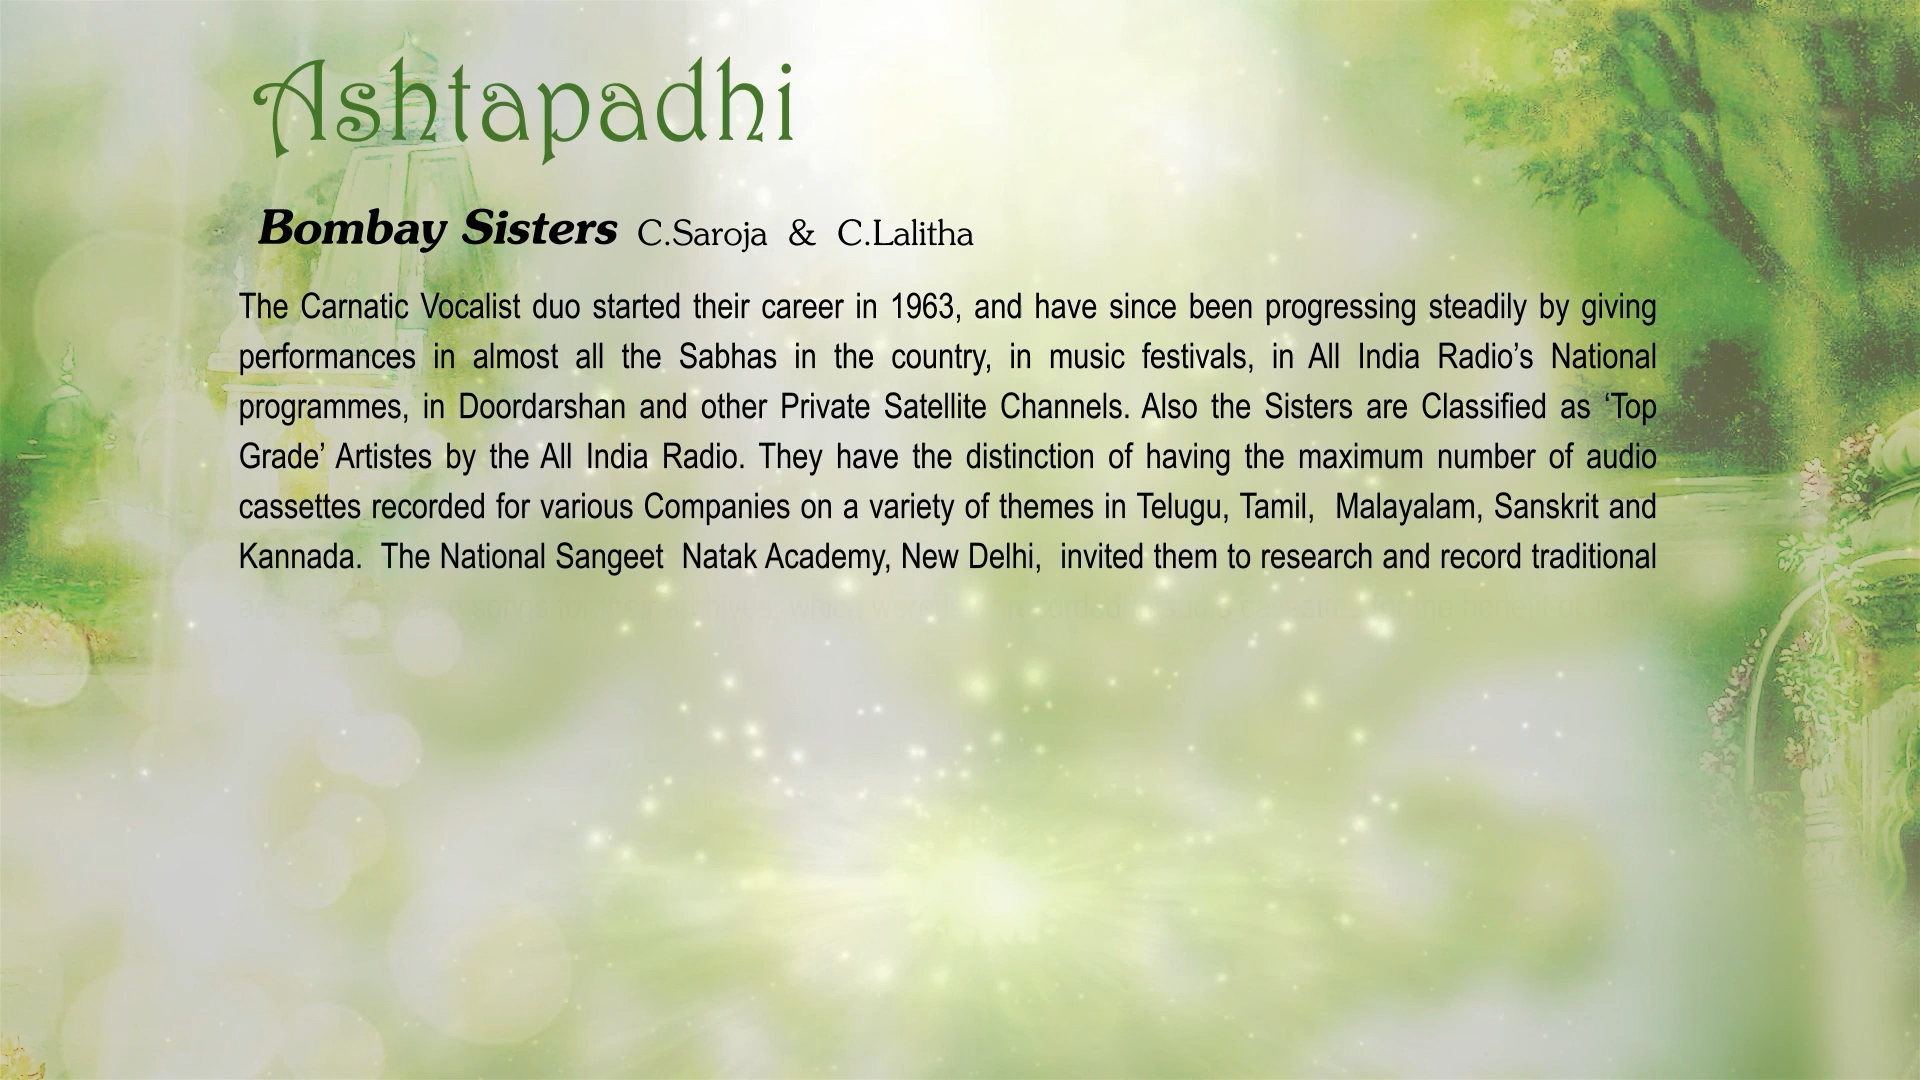 Ashtapadhi
Bombay Sisters C.Saroja & C.Lalitha
The Carnatic Vocalist duo started their career in 1963, and have since been progressing steadily by giving
performances in almost all the Sabhas in the country, in music festivals, in All India Radio’s National
programmes, in Doordarshan and other Private Satellite Channels. Also the Sisters are Classified as ‘Top
Grade’ Artistes by the All India Radio. They have the distinction of having the maximum number of audio
cassettes recorded for various Companies on a variety of themes in Telugu, Tamil, Malayalam, Sanskrit and
Kannada. The National Sangeet Natak Academy, New Delhi, invited them to research and record traditional
songs for their archives, which